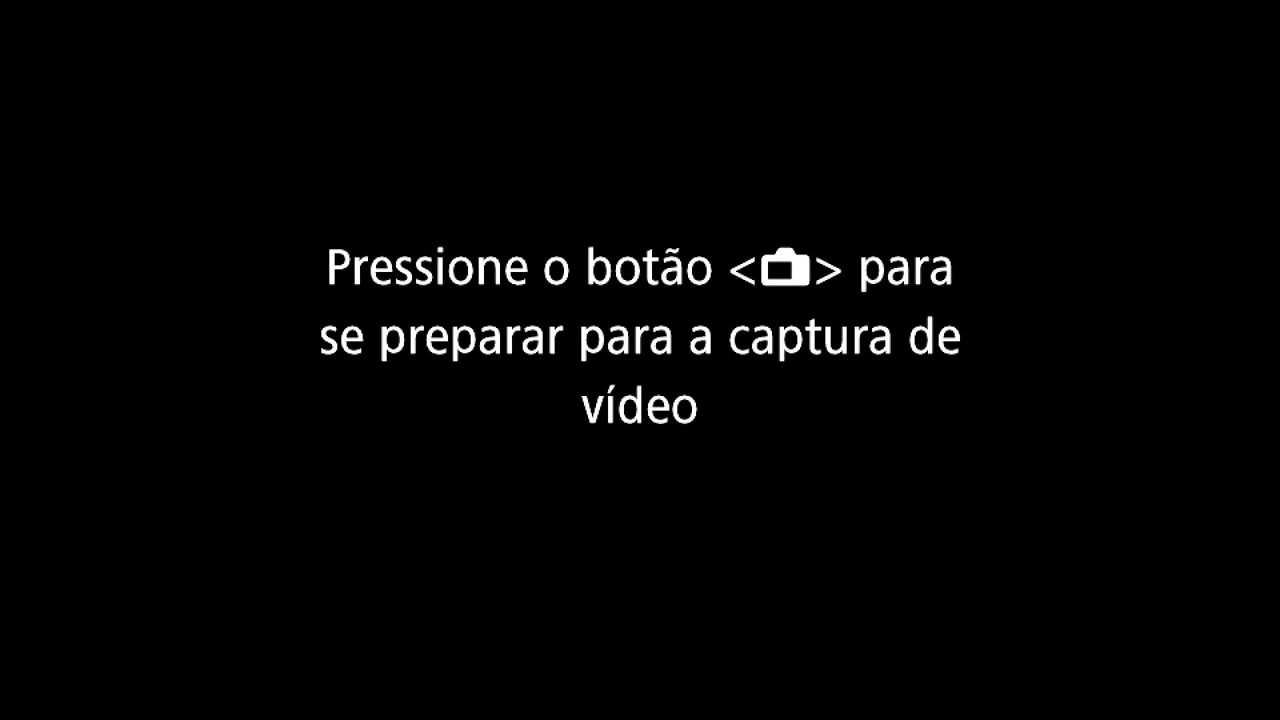 Pressione o botão <📷> para
se preparar para a captura de
vídeo